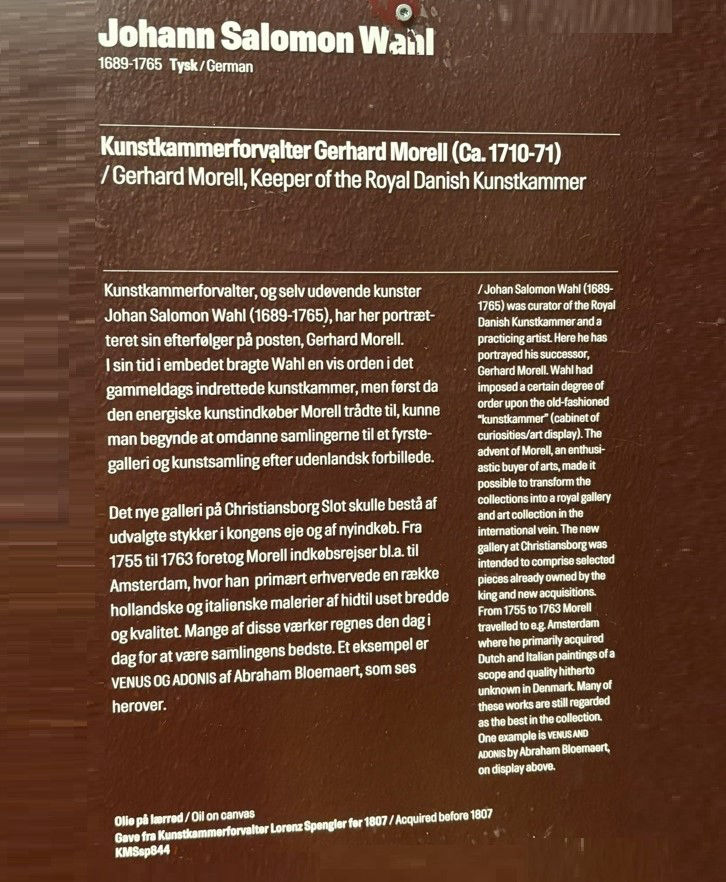 Johann Salomon Wahl
1689-1765 Tysk / German
Kunstkammerforvalter Gerhard Morell (Ca. 1710-71)
/ Gerhard Morell, Keeper of the Royal Danish Kunstkammer
Kunstkammerforvalter, og selv udøvende kunster
Johan Salomon Wahl (1689-1765), har her portræt-
teret sin efterfølger på posten, Gerhard Morell.
I sin tid i embedet bragte Wahl en vis orden i det
gammeldags indrettede kunstkammer, men først da
den energiske kunstindkøber Morell trådte til, kunne
man begynde at omdanne samlingerne til et fyrste-
galleri og kunstsamling efter udenlandsk forbillede.
Det nye galleri på Christiansborg Slot skulle bestå af
udvalgte stykker i kongens eje og af nyindkøb. Fra
1755 til 1763 foretog Morell indkøbsrejser bl.a. til
Amsterdam, hvor han primært erhvervede en række
hollandske og italienske malerier af hidtil uset bredde
og kvalitet. Mange af disse værker regnes den dag i
dag for at være samlingens bedste. Et eksempel er
VENUS OG ADONIS af Abraham Bloemaert, som ses
herover.
/ Johan Salomon Wahl (1689-
1765) was curator of the Royal
Danish Kunstkammer and a
practicing artist. Here he has
portrayed his successor,
Gerhard Morell. Wahl had
imposed a certain degree of
order upon the old-fashioned
"kunstkammer" (cabinet of
curiosities/art display). The
advent of Morell, an enthusi-
astic buyer of arts, made it
possible to transform the
collections into a royal gallery
and art collection in the
international vein. The new
gallery at Christiansborg was
intended to comprise selected
pieces already owned by the
king and new acquisitions.
From 1755 to 1763 Morell
travelled to e.g. Amsterdam
where he primarily acquired
Dutch and Italian paintings of a
scope and quality hitherto
unknown in Denmark. Many of
these works are still regarded
as the best in the collection.
One example is VENUS AND
ADONIS by Abraham Bloemaert,
on display above.
Olie på lærred / Oil on canvas
Gave fra Kunstkammerforvalter Lorenz Spengler før 1807 / Acquired before 1807
KMSsp844